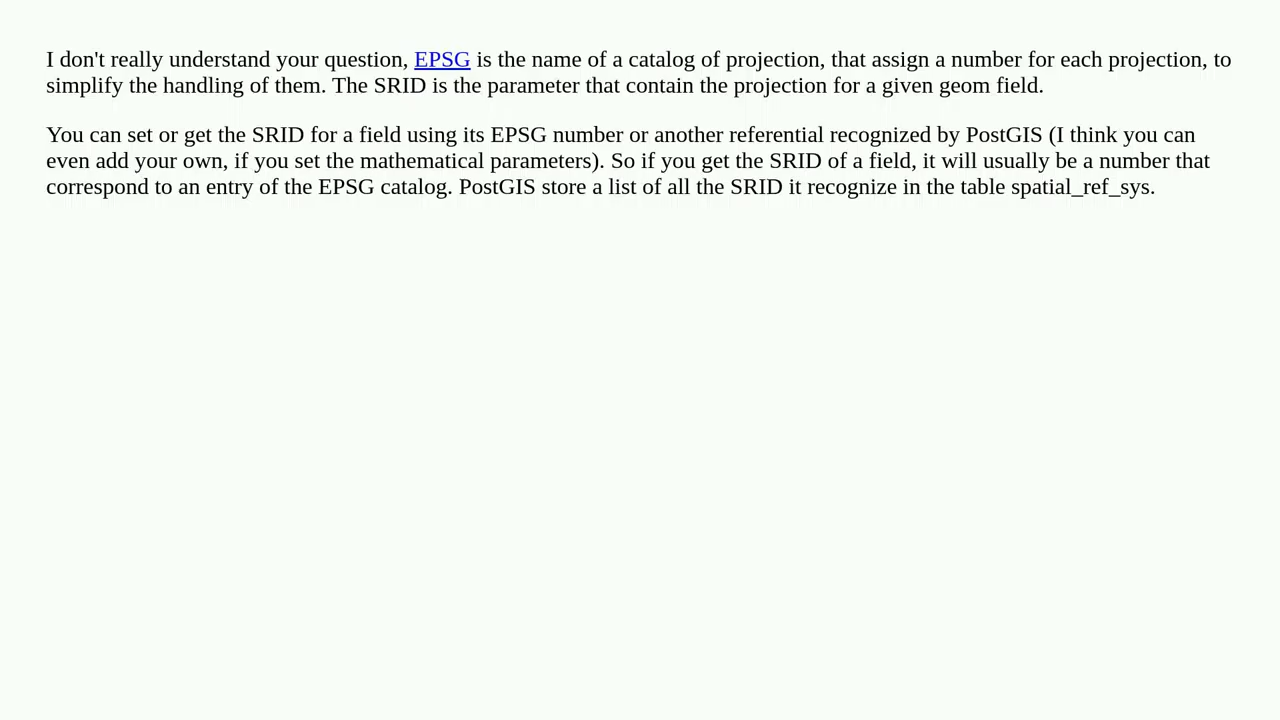 I don't really understand your question, EPSG is the name of a catalog of projection, that assign a number for each projection, to
simplify the handling of them. The SRID is the parameter that contain the projection for a given geom field.
You can set or get the SRID for a field using its EPSG number or another referential recognized by PostGIS (I think you can
even add your own, if you set the mathematical parameters). So if you get the SRID of a field, it will usually be a number that
correspond to an entry of the EPSG catalog. PostGIS store a list of all the SRID it recognize in the table spatial_ref_sys.